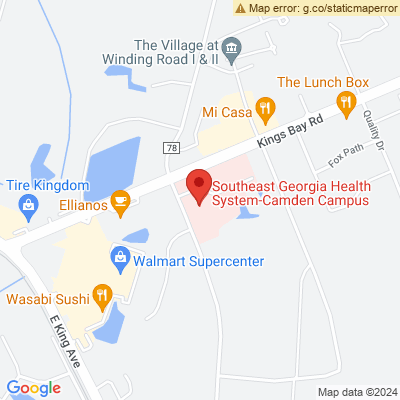 Map error: g.co/staticmaperror
The Village at
Winding Road I & II
The Lunch Box
Mi Casa
Kings Bay Rd
Quality Dr
Fox Path
78
Tire Kingdom
Ellianos
Southeast Georgia Health
System-Camden Campus
Walmart Supercenter
Wasabi Sushi
E King Ave
Google
Map data ©2024